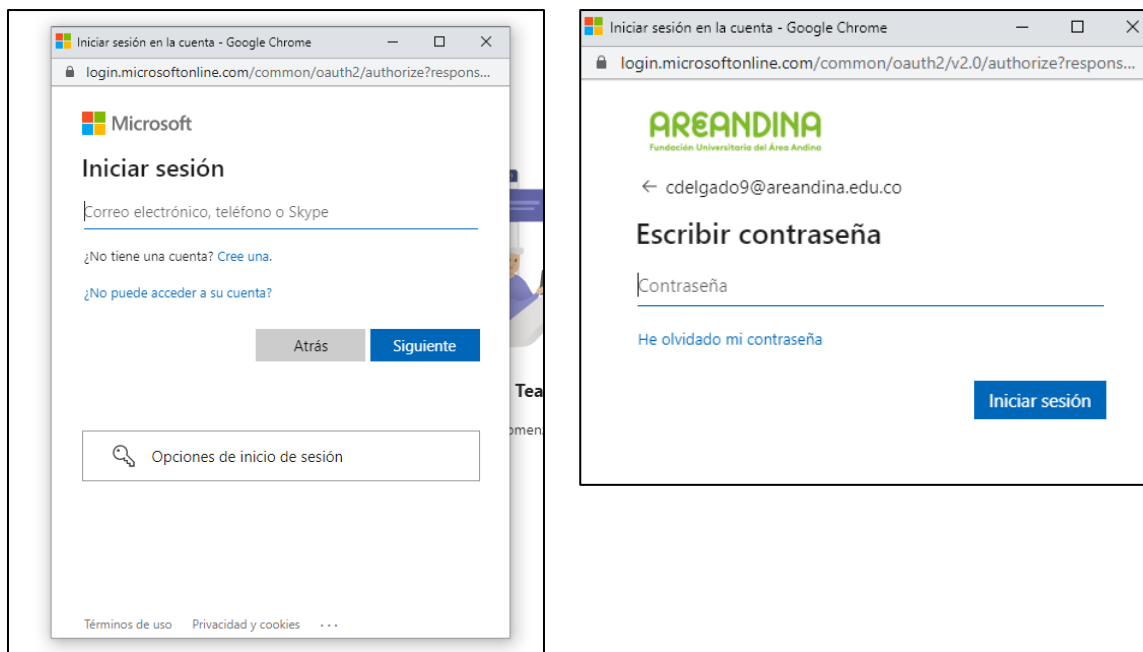 Iniciar sesión en la cuenta - Google Chrome
login.microsoftonline.com/common/oauth2/authorize?respons...
Microsoft
Iniciar sesión
Correo electrónico, teléfono o Skype
¿No tiene una cuenta? Cree una.
¿No puede acceder a su cuenta?
Atrás Siguiente
Opciones de inicio de sesión
Términos de uso Privacidad y cookies ...
Tea
omen
Iniciar sesión en la cuenta - Google Chrome
login.microsoftonline.com/common/oauth2/v2.0/authorize?respons...
AREANDINA
Fundación Universitaria del Área Andina
cdelgado9@areandina.edu.co
Escribir contraseña
Contraseña
He olvidado mi contraseña
Iniciar sesión